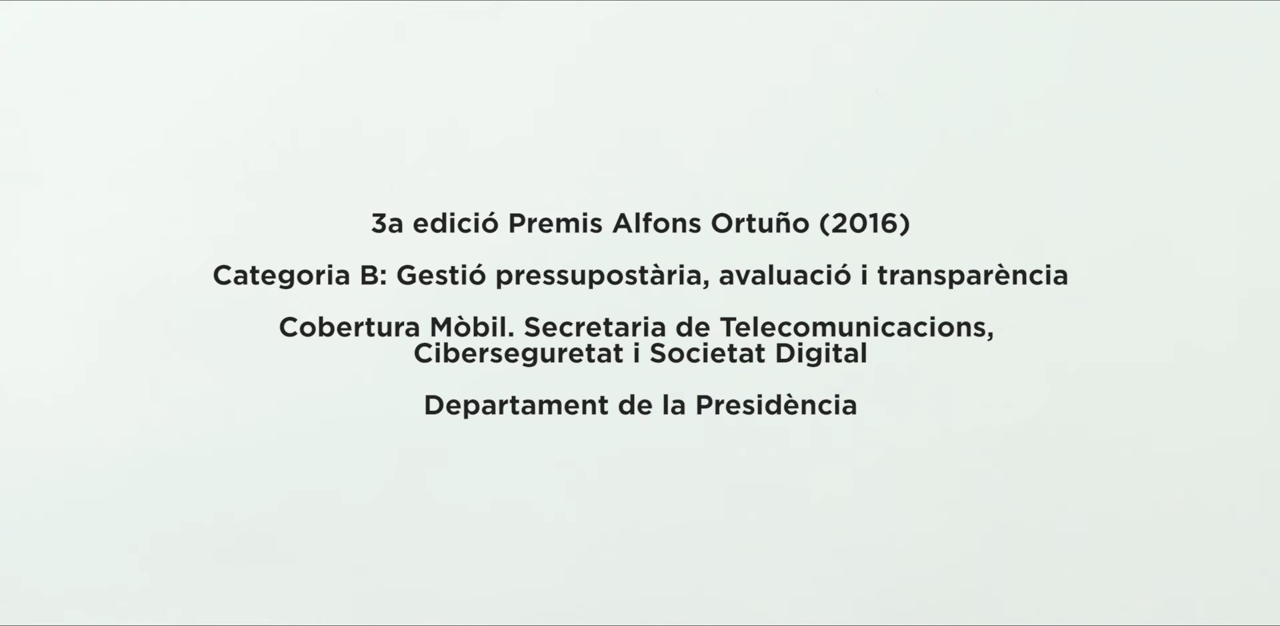 3a edició Premis Alfons Ortuño (2016)
Categoria B: Gestió pressupostària, avaluació i transparència
Cobertura Mòbil. Secretaria de Telecomunicacions,
Ciberseguretat i Societat Digital
Departament de la Presidència